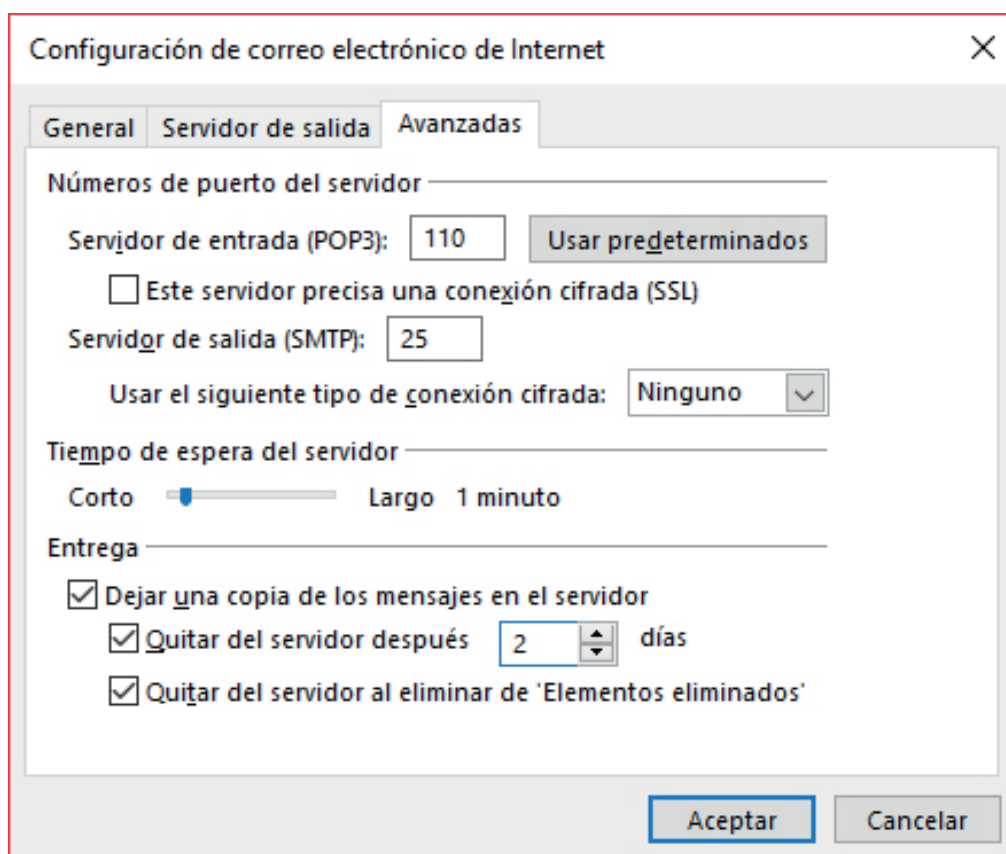 Configuración de correo electrónico de Internet
General Servidor de salida Avanzadas
Números de puerto del servidor
Servidor de entrada (POP3): 110 Usar predeterminados
Este servidor precisa una conexión cifrada (SSL)
Servidor de salida (SMTP): 25
Usar el siguiente tipo de conexión cifrada: Ninguno
Tiempo de espera del servidor
Corto Largo 1 minuto
Entrega
Dejar una copia de los mensajes en el servidor
Quitar del servidor después 2 días
Quitar del servidor al eliminar de 'Elementos eliminados'
Aceptar Cancelar